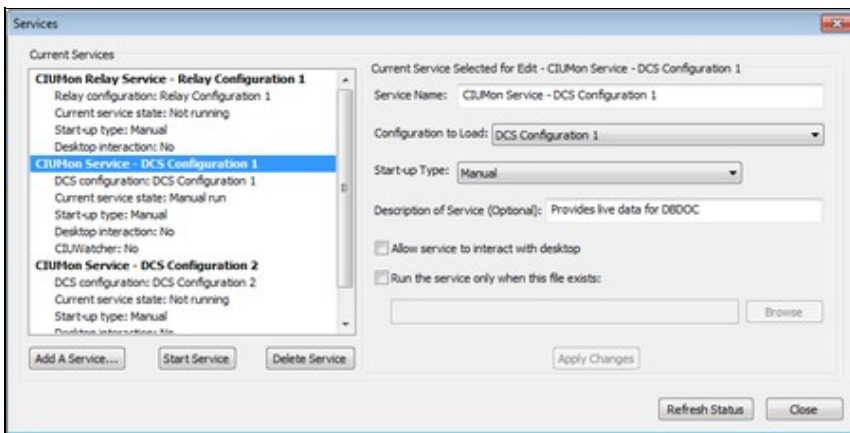 Services
Current Services
CIUMon Relay Service - Relay Configuration 1
Relay configuration: Relay Configuration 1
Current service state: Not running
Start-up type: Manual
Desktop interaction: No
CIUMon Service - DCS Configuration 1
DCS configuration: DCS Configuration 1
Current service state: Manual run
Start-up type: Manual
Desktop interaction: No
CIUWatcher: No
CIUMon Service - DCS Configuration 2
DCS configuration: DCS Configuration 2
Current service state: Not running
Start-up type: Manual
Desktop interaction: No
Add A Service...
Start Service
Delete Service
Current Service Selected for Edit - CIUMon Service - DCS Configuration 1
Service Name: CIUMon Service - DCS Configuration 1
Configuration to Load: DCS Configuration 1
Start-up Type: Manual
Description of Service (Optional): Provides live data for DBDOC
Allow service to interact with desktop
Run the service only when this file exists:
Browse
Apply Changes
Refresh Status
Close